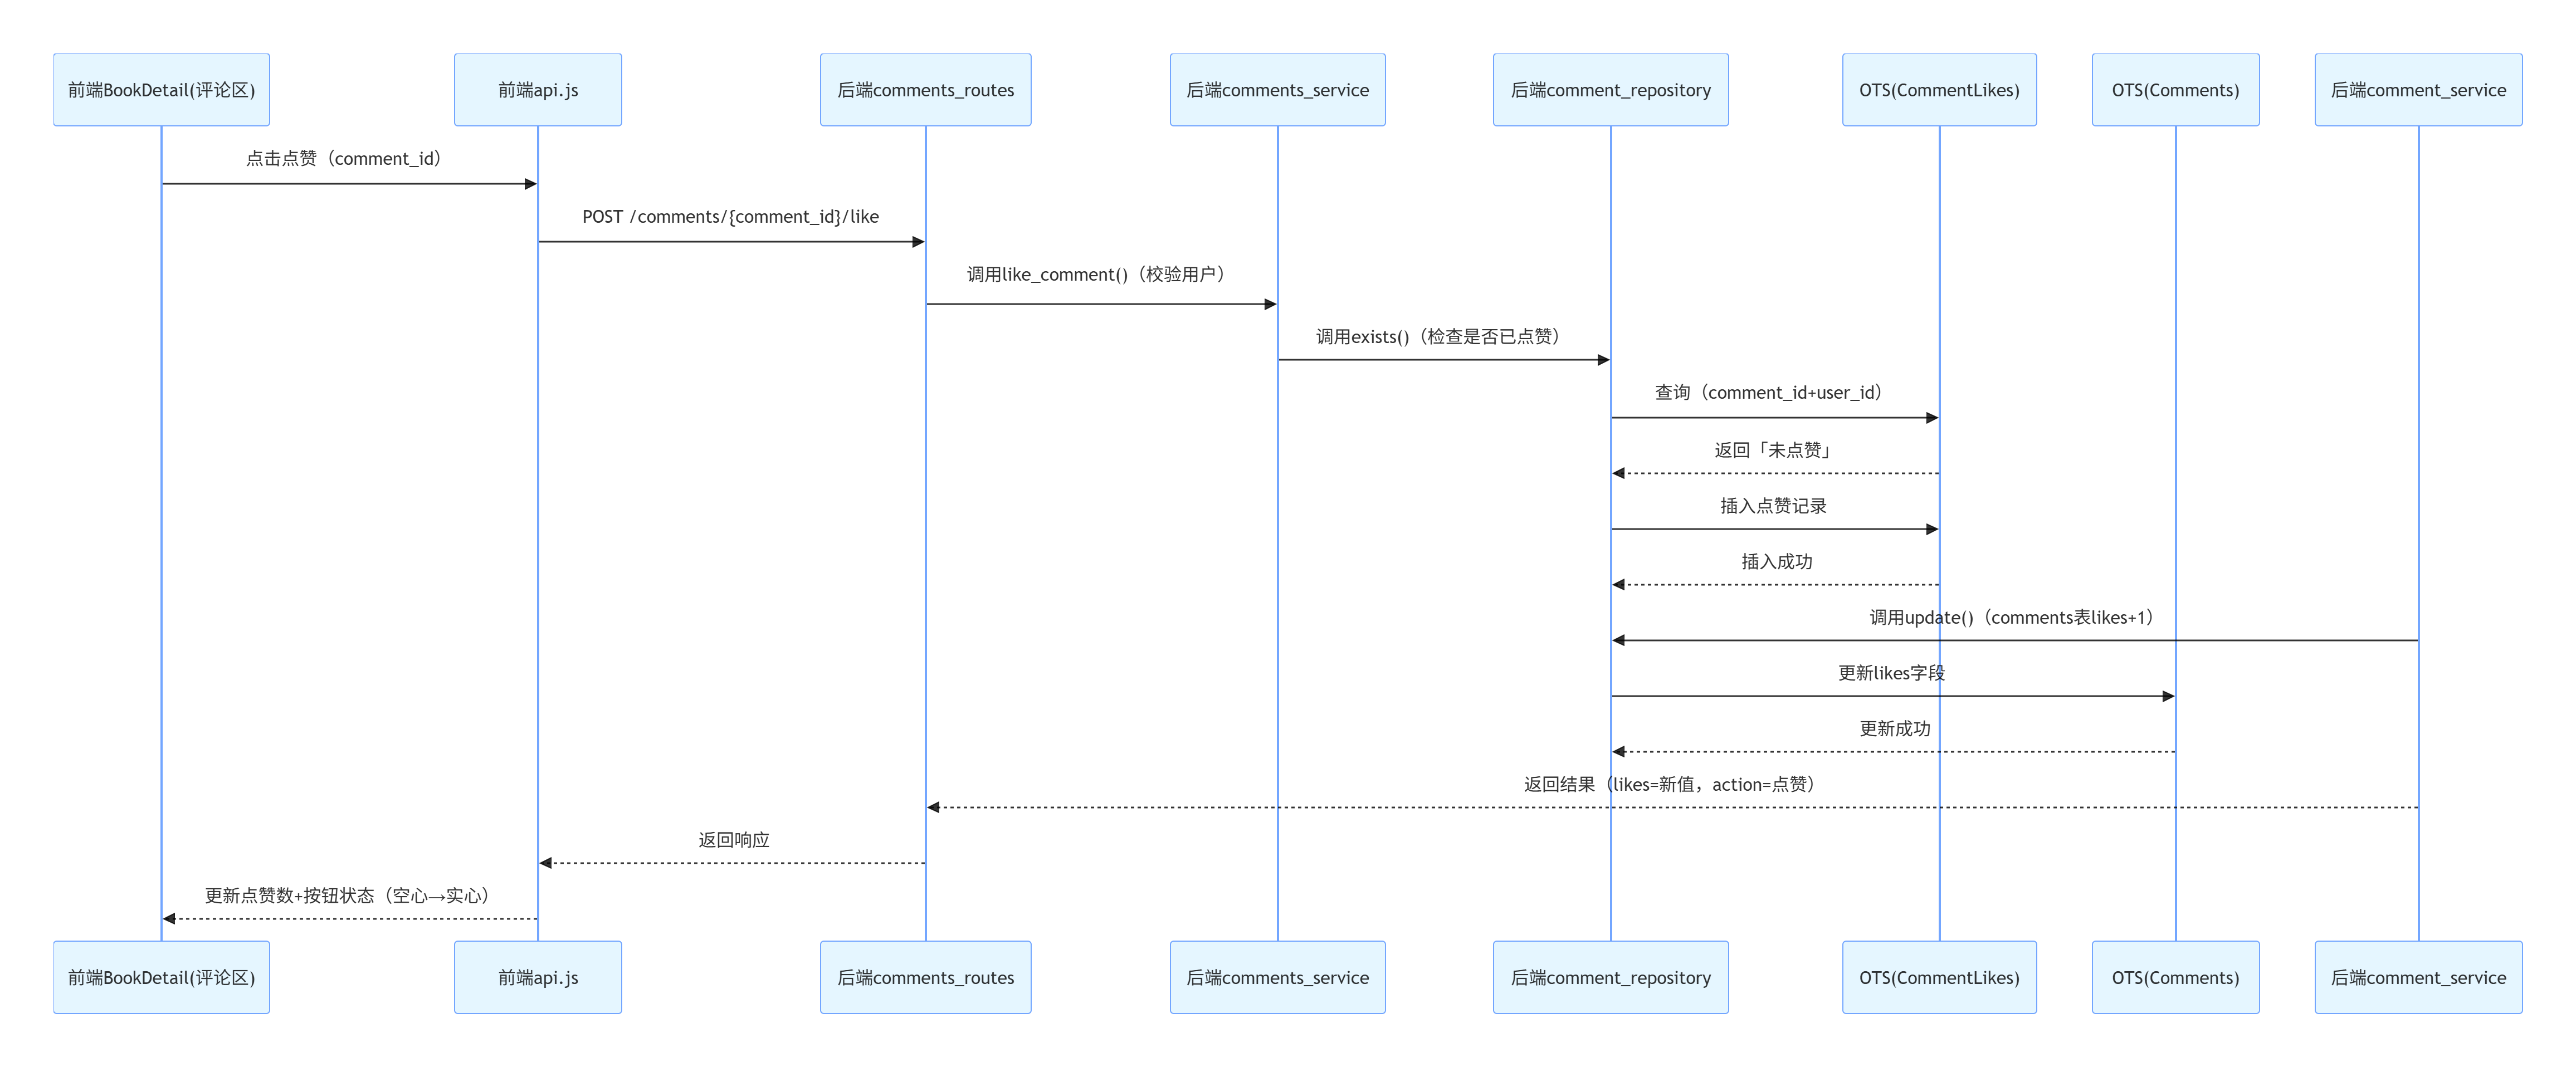 前端BookDetail(评论区)
前端api.js
后端comments_routes
后端comments_service
后端comment_repository
OTS(CommentLikes)
OTS(Comments)
后端comment_service
点击点赞（comment_id）
POST /comments/{comment_id}/like
调用like_comment()（校验用户）
调用exists()（检查是否已点赞）
查询（comment_id+user_id）
返回「未点赞」
插入点赞记录
插入成功
调用update()（comments表likes+1）
更新likes字段
更新成功
返回结果（likes=新值，action=点赞）
返回响应
更新点赞数+按钮状态（空心→实心）
前端BookDetail(评论区)
前端api.js
后端comments_routes
后端comments_service
后端comment_repository
OTS(CommentLikes)
OTS(Comments)
后端comment_service